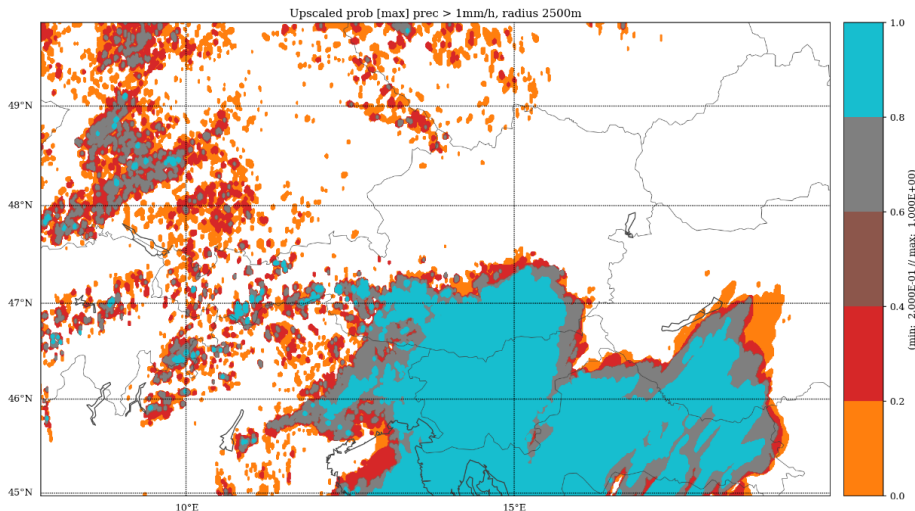 Upscaled prob [max] prec > 1mm/h, radius 2500m
49°N
48°N
47°N
46°N
45°N
10°E
15°E
1.0
0.8
0.6
0.4
0.2
0.0
(min: 2.000E-01 // max: 1.000E+00)